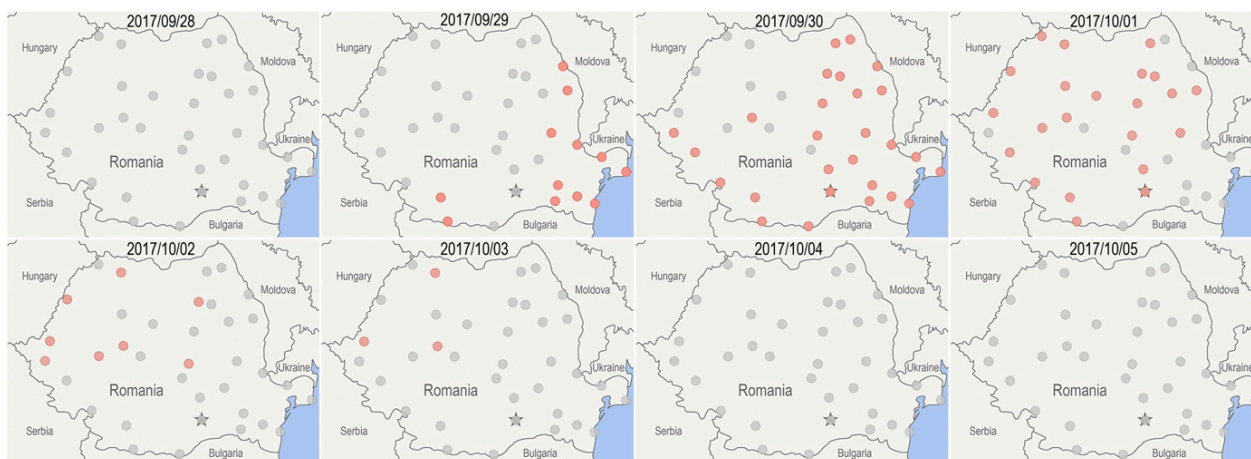 2017/09/28
Hungary
Moldova
Ukraine
Romania
Serbia
Bulgaria
2017/09/29
Hungary
Moldova
Ukraine
Romania
Serbia
Bulgaria
2017/09/30
Hungary
Moldova
Ukraine
Romania
Serbia
Bulgaria
2017/10/01
Hungary
Moldova
Ukraine
Romania
Serbia
Bulgaria
2017/10/02
Hungary
Moldova
Ukraine
Romania
Serbia
Bulgaria
2017/10/03
Hungary
Moldova
Ukraine
Romania
Serbia
Bulgaria
2017/10/04
Hungary
Moldova
Ukraine
Romania
Serbia
Bulgaria
2017/10/05
Hungary
Moldova
Ukraine
Romania
Serbia
Bulgaria